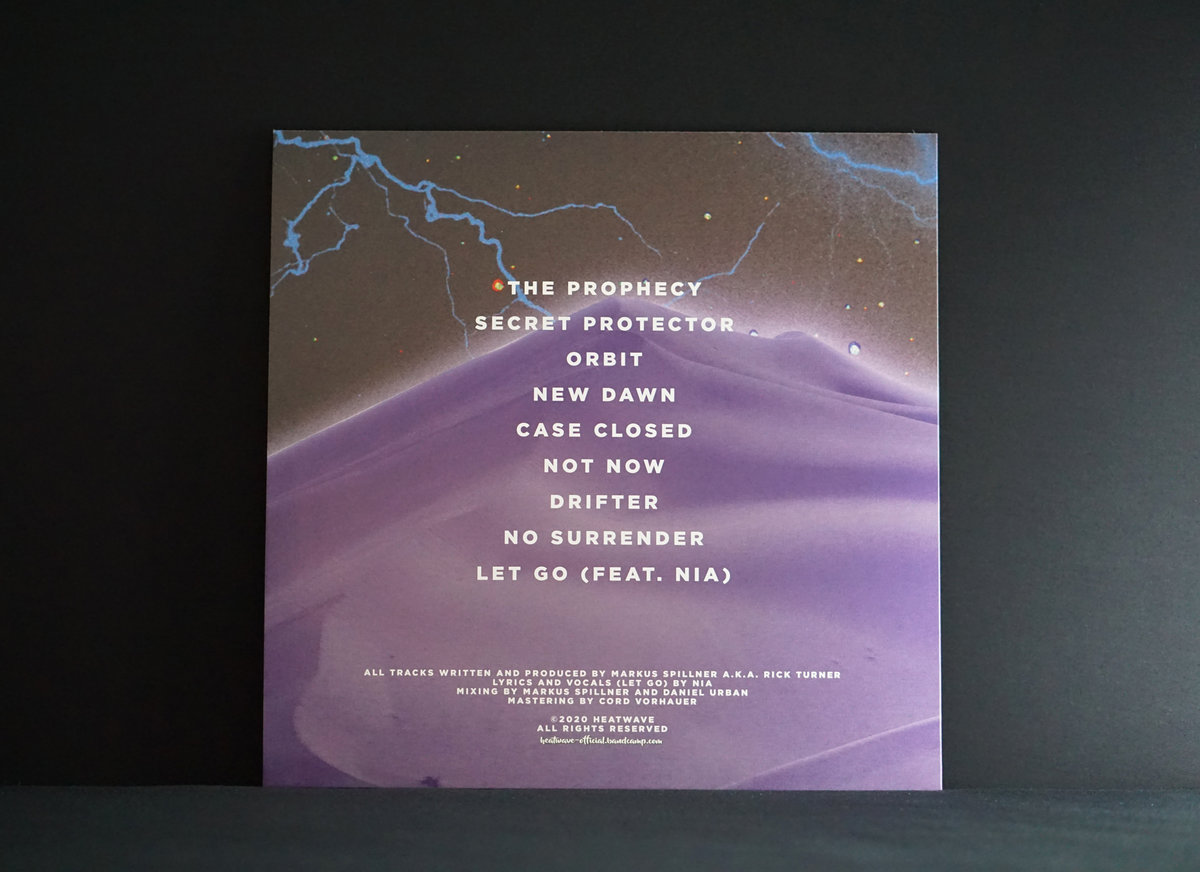 THE PROPHECY
SECRET PROTECTOR
ORBIT
NEW DAWN
CASE CLOSED
NOT NOW
DRIFTER
NO SURRENDER
LET GO (FEAT. NIA)
ALL TRACKS WRITTEN AND PRODUCED BY MARKUS SPILLNER A.K.A. RICK TURNER
LYRICS AND VOCALS (LET GO) BY NIA
MIXING BY MARKUS SPILLNER AND DANIEL URBAN
MASTERING BY CORD VORHAUER
©2020 HEATWAVE
ALL RIGHTS RESERVED
heatwave-official.bandcamp.com